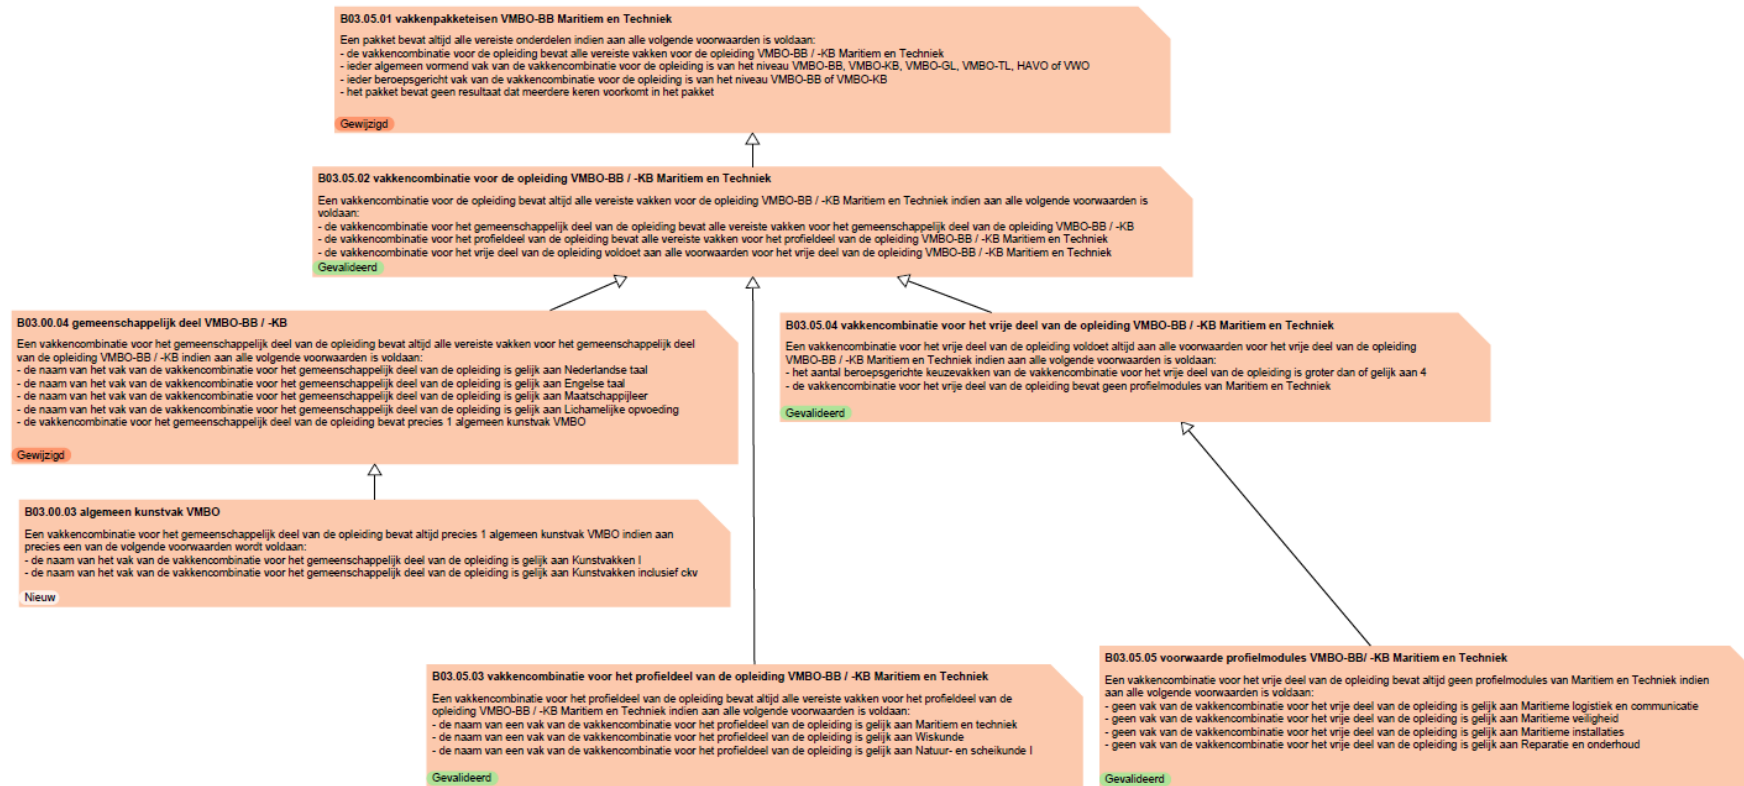 B03.05.01 vakkenpakketeisen VMBO-BB Maritiem en Techniek
Een pakket bevat altijd alle vereiste onderdelen indien aan alle volgende voorwaarden is voldaan:
- de vakkencombinatie voor de opleiding bevat alle vereiste vakken voor de opleiding VMBO-BB / -KB Maritiem en Techniek
- ieder algemeen vormend vak van de vakkencombinatie voor de opleiding is van het niveau VMBO-BB, VMBO-KB, VMBO-GL, VMBO-TL, HAVO of VWO
- ieder beroepsgericht vak van de vakkencombinatie voor de opleiding is van het niveau VMBO-BB of VMBO-KB
- het pakket bevat geen resultaat dat meerdere keren voorkomt in het pakket
Gewijzigd
B03.05.02 vakkencombinatie voor de opleiding VMBO-BB / -KB Maritiem en Techniek
Een vakkencombinatie voor de opleiding bevat altijd alle vereiste vakken voor de opleiding VMBO-BB / -KB Maritiem en Techniek indien aan alle volgende voorwaarden is
voldaan:
- de vakkencombinatie voor het gemeenschappelijk deel van de opleiding bevat alle vereiste vakken voor het gemeenschappelijk deel van de opleiding VMBO-BB / -KB
- de vakkencombinatie voor het profieldeel van de opleiding bevat alle vereiste vakken voor het profieldeel van de opleiding VMBO-BB / -KB Maritiem en Techniek
- de vakkencombinatie voor het vrije deel van de opleiding voldoet aan alle voorwaarden voor het vrije deel van de opleiding VMBO-BB / -KB Maritiem en Techniek
Gevalideerd
B03.00.04 gemeenschappelijk deel VMBO-BB / -KB
Een vakkencombinatie voor het gemeenschappelijk deel van de opleiding bevat altijd alle vereiste vakken voor het gemeenschappelijk deel
van de opleiding VMBO-BB / -KB indien aan alle volgende voorwaarden is voldaan:
- de naam van het vak van de vakkencombinatie voor het gemeenschappelijk deel van de opleiding is gelijk aan Nederlandse taal
- de naam van het vak van de vakkencombinatie voor het gemeenschappelijk deel van de opleiding is gelijk aan Engelse taal
- de naam van het vak van de vakkencombinatie voor het gemeenschappelijk deel van de opleiding is gelijk aan Maatschappijleer
- de naam van het vak van de vakkencombinatie voor het gemeenschappelijk deel van de opleiding is gelijk aan Lichamelijke opvoeding
- de vakkencombinatie voor het gemeenschappelijk deel van de opleiding bevat precies 1 algemeen kunstvak VMBO
Gewijzigd
B03.05.04 vakkencombinatie voor het vrije deel van de opleiding VMBO-BB / -KB Maritiem en Techniek
Een vakkencombinatie voor het vrije deel van de opleiding voldoet altijd aan alle voorwaarden voor het vrije deel van de opleiding
VMBO-BB / -KB Maritiem en Techniek indien aan alle volgende voorwaarden is voldaan:
- het aantal beroepsgerichte keuzevakken van de vakkencombinatie voor het vrije deel van de opleiding is groter dan of gelijk aan 4
- de vakkencombinatie voor het vrije deel van de opleiding bevat geen profielmodules van Maritiem en Techniek
Gevalideerd
B03.00.03 algemeen kunstvak VMBO
Een vakkencombinatie voor het gemeenschappelijk deel van de opleiding bevat altijd precies 1 algemeen kunstvak VMBO indien aan
precies een van de volgende voorwaarden wordt voldaan:
- de naam van het vak van de vakkencombinatie voor het gemeenschappelijk deel van de opleiding is gelijk aan Kunstvakken I
- de naam van het vak van de vakkencombinatie voor het gemeenschappelijk deel van de opleiding is gelijk aan Kunstvakken inclusief ckv
Nieuw
B03.05.03 vakkencombinatie voor het profieldeel van de opleiding VMBO-BB / -KB Maritiem en Techniek
Een vakkencombinatie voor het profieldeel van de opleiding bevat altijd alle vereiste vakken voor het profieldeel van de
opleiding VMBO-BB / -KB Maritiem en Techniek indien aan alle volgende voorwaarden is voldaan:
- de naam van een vak van de vakkencombinatie voor het profieldeel van de opleiding is gelijk aan Maritiem en techniek
- de naam van een vak van de vakkencombinatie voor het profieldeel van de opleiding is gelijk aan Wiskunde
- de naam van een vak van de vakkencombinatie voor het profieldeel van de opleiding is gelijk aan Natuur- en scheikunde I
Gevalideerd
B03.05.05 voorwaarde profielmodules VMBO-BB/ -KB Maritiem en Techniek
Een vakkencombinatie voor het vrije deel van de opleiding bevat altijd geen profielmodules van Maritiem en Techniek indien
aan alle volgende voorwaarden is voldaan:
- geen vak van de vakkencombinatie voor het vrije deel van de opleiding is gelijk aan Maritieme logistiek en communicatie
- geen vak van de vakkencombinatie voor het vrije deel van de opleiding is gelijk aan Maritieme veiligheid
- geen vak van de vakkencombinatie voor het vrije deel van de opleiding is gelijk aan Maritieme installaties
- geen vak van de vakkencombinatie voor het vrije deel van de opleiding is gelijk aan Reparatie en onderhoud
Gevalideerd